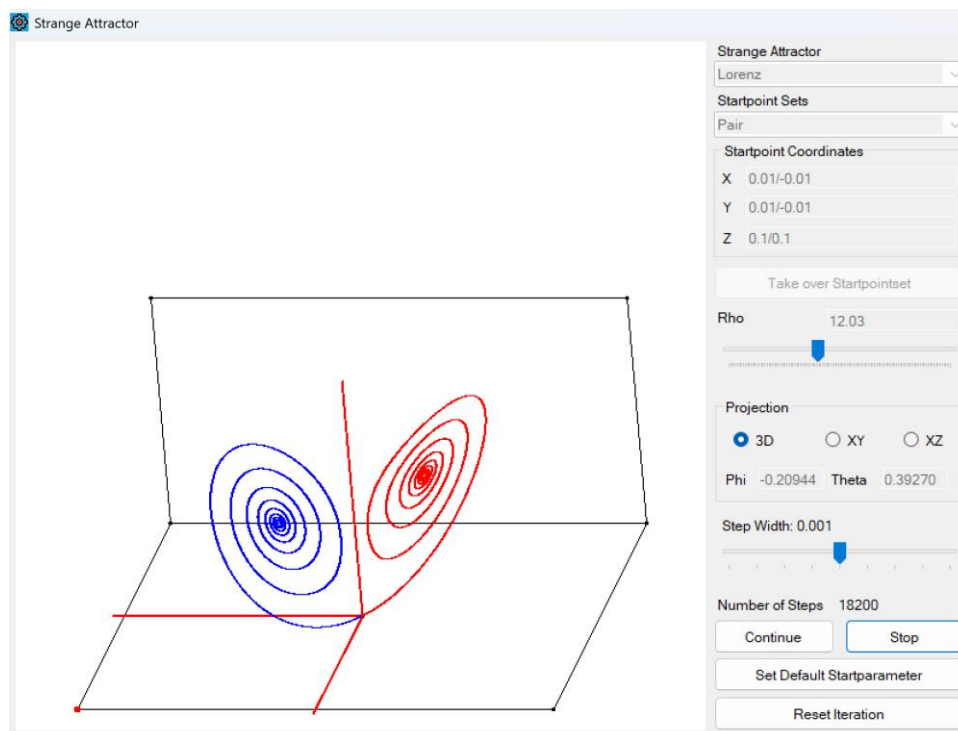 Strange Attractor
Strange Attractor
Lorenz
Startpoint Sets
Pair
Startpoint Coordinates
X 0.01/-0.01
Y 0.01/-0.01
Z 0.1/0.1
Take over Startpointset
Rho 12.03
Projection
3D XY XZ
Phi -0.20944 Theta 0.39270
Step Width: 0.001
Number of Steps 18200
Continue Stop
Set Default Startparameter
Reset Iteration